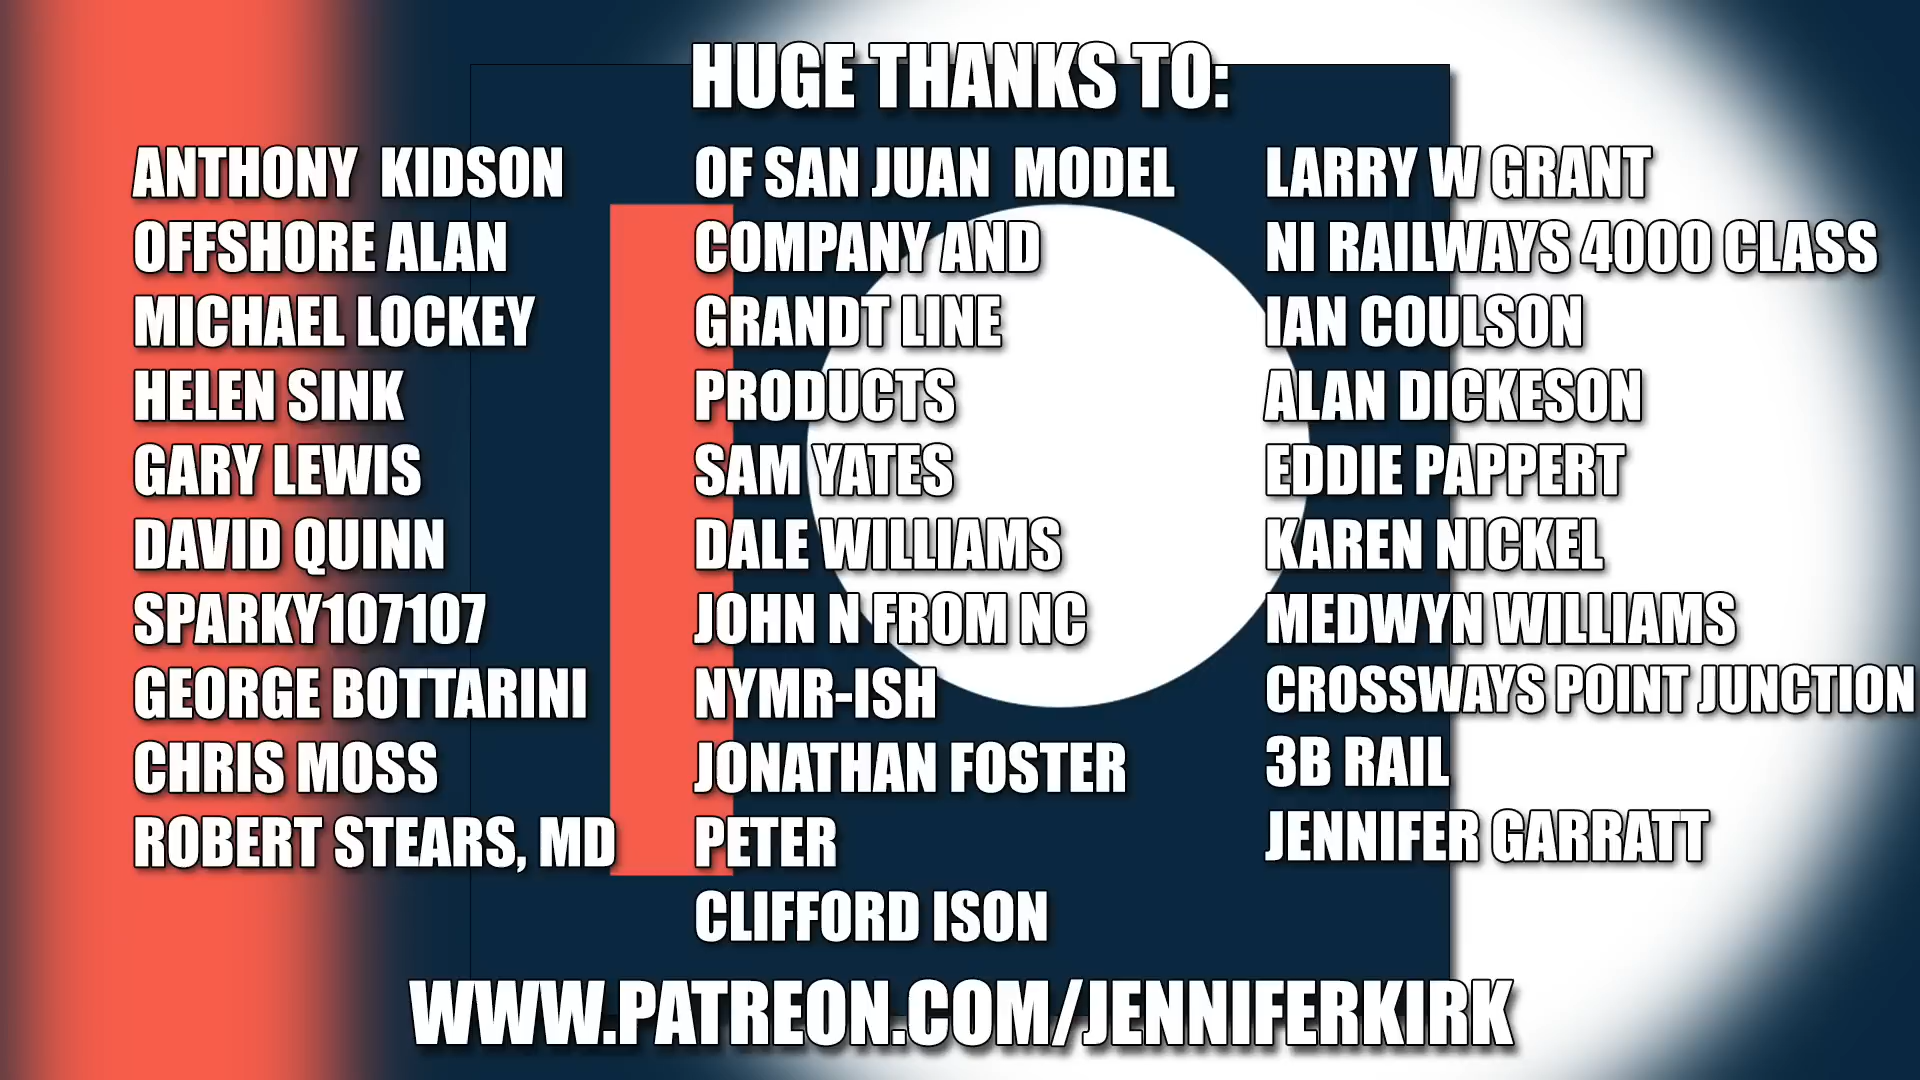 HUGE THANKS TO:
ANTHONY KIDSON
OFFSHORE ALAN
MICHAEL LOCKEY
HELEN SINK
GARY LEWIS
DAVID QUINN
SPARKY107107
GEORGE BOTTARINI
CHRIS MOSS
ROBERT STEARS, MD
OF SAN JUAN MODEL
COMPANY AND
GRANDT LINE
PRODUCTS
SAM YATES
DALE WILLIAMS
JOHN N FROM NC
NYMR-ISH
JONATHAN FOSTER
PETER
CLIFFORD ISON
LARRY W GRANT
NI RAILWAYS 4000 CLASS
IAN COULSON
ALAN DICKESON
EDDIE PAPPERT
KAREN NICKEL
MEDWYN WILLIAMS
CROSSWAYS POINT JUNCTION
3B RAIL
JENNIFER GARRATT
WWW.PATREON.COM/JENNIFERKIRK